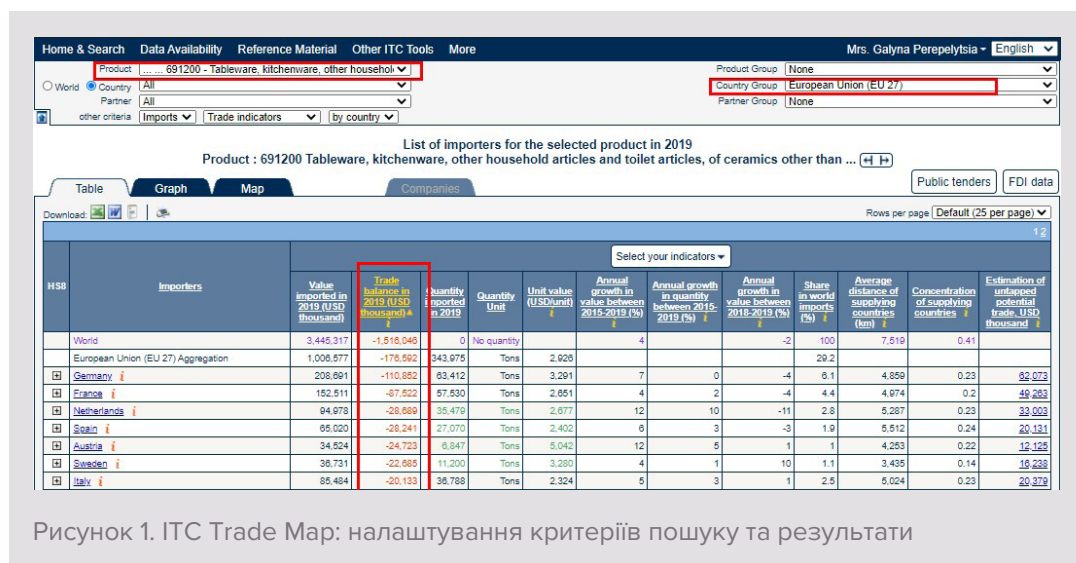 Home & Search Data Availability Reference Material Other ITC Tools More Mrs. Galyna Perepelytsia English
Product ... ... 691200 - Tableware, kitchenware, other househol Product Group None
World Country All Country Group European Union (EU 27)
Partner All Partner Group None
other criteria Imports Trade indicators by country
List of importers for the selected product in 2019
Product : 691200 Tableware, kitchenware, other household articles and toilet articles, of ceramics other than ...
Table Graph Map Companies Public tenders FDI data
Download: Rows per page Default (25 per page)
1 2
Select your indicators
HS8 Importers Value imported in 2019 (USD thousand) Trade balance in 2019 (USD thousand) i Quantity imported in 2019 Quantity Unit Unit value (USD/unit) i Annual growth in value between 2015-2019 (%) i Annual growth in quantity between 2015-2019 (%) i Annual growth in value between 2018-2019 (%) i Share in world imports (%) i Average distance of supplying countries (km) i Concentration of supplying countries i Estimation of untapped potential trade, USD thousand i
World 3,445,317 -1,516,046 0 No quantity 4 -2 100 7,519 0.41
European Union (EU 27) Aggregation 1,006,577 -176,592 343,975 Tons 2,926 29.2
Germany i 208,691 -110,852 63,412 Tons 3,291 7 0 -4 6.1 4,859 0.23 62,073
France i 152,511 -87,522 57,530 Tons 2,651 4 2 -4 4.4 4,974 0.2 49,263
Netherlands i 94,978 -28,689 35,479 Tons 2,677 12 10 -11 2.8 5,287 0.23 33,003
Spain i 65,020 -28,241 27,070 Tons 2,402 6 3 -3 1.9 5,512 0.24 20,131
Austria i 34,524 -24,723 6,847 Tons 5,042 12 5 1 1 4,253 0.22 12,125
Sweden i 36,731 -22,685 11,200 Tons 3,280 4 1 10 1.1 3,435 0.14 16,238
Italy i 85,484 -20,133 36,788 Tons 2,324 5 3 1 2.5 5,024 0.23 20,379
Рисунок 1. ITC Trade Map: налаштування критеріїв пошуку та результати